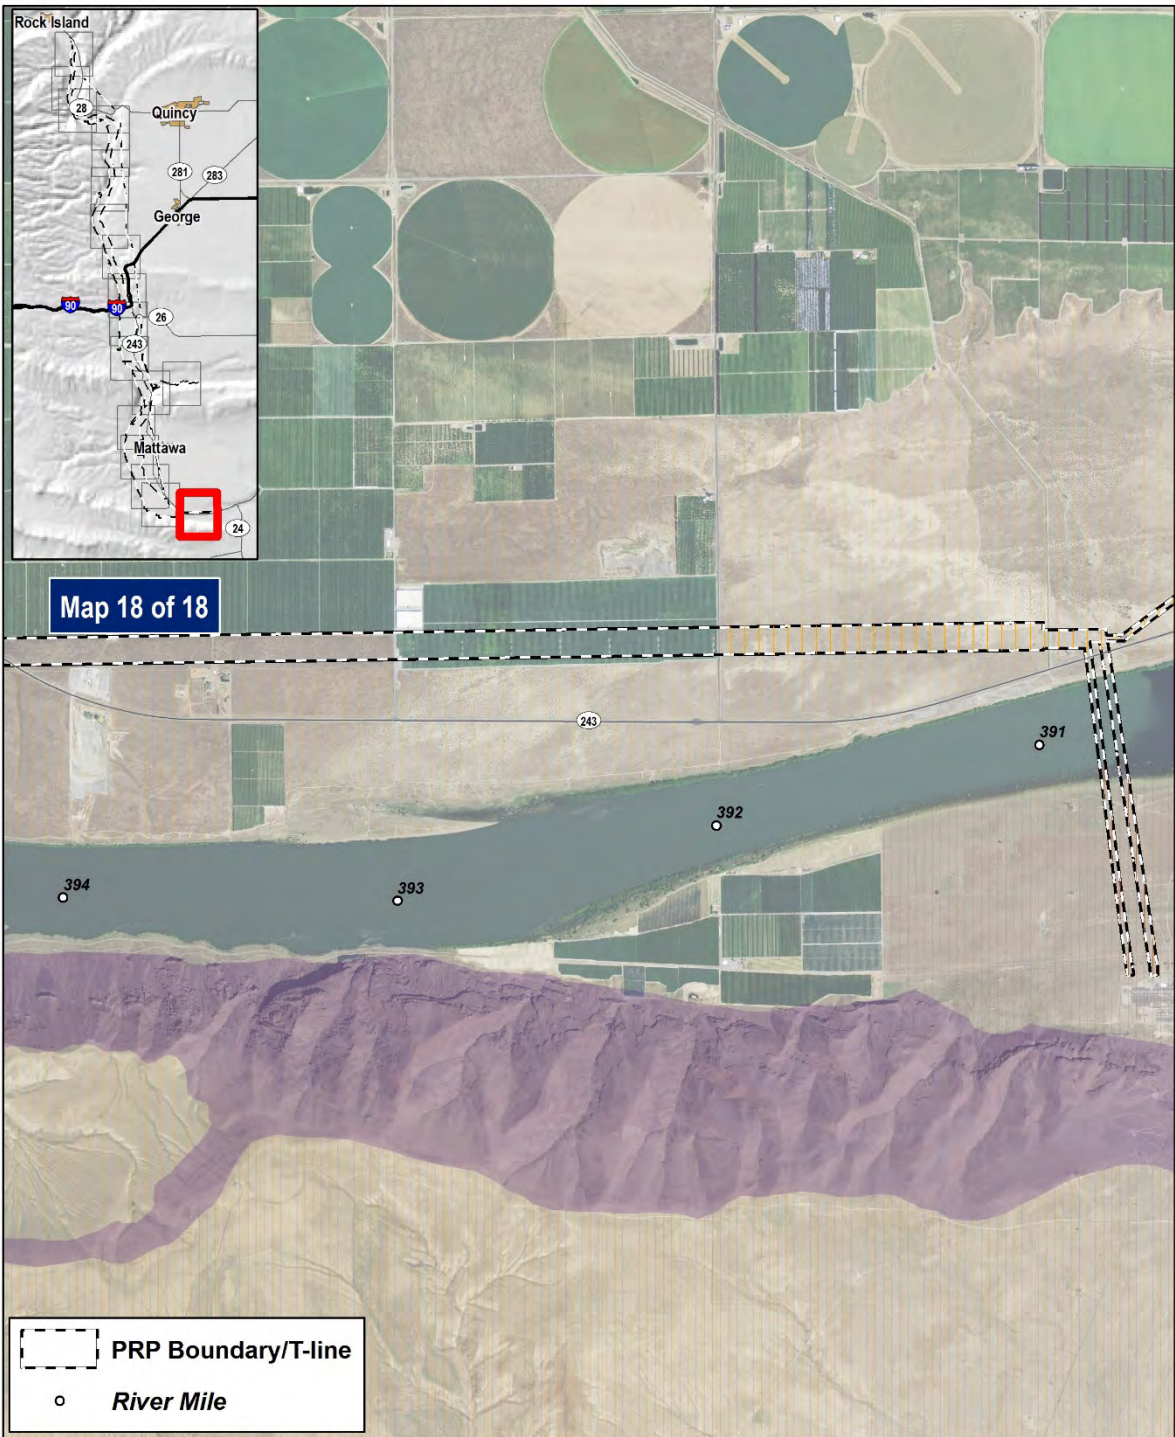 Rock Island
28
Quincy
281
283
George
90
90
26
243
Mattawa
24
Map 18 of 18
243
391
392
394
393
PRP Boundary/T-line
River Mile